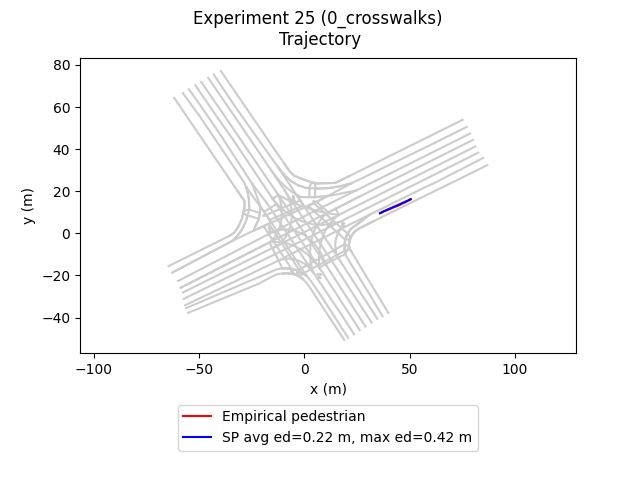 Experiment 25 (0_crosswalks)
Trajectory
80
60
40
20
0
−20
−40
y (m)
−100
−50
0
50
100
x (m)
Empirical pedestrian
SP avg ed=0.22 m, max ed=0.42 m